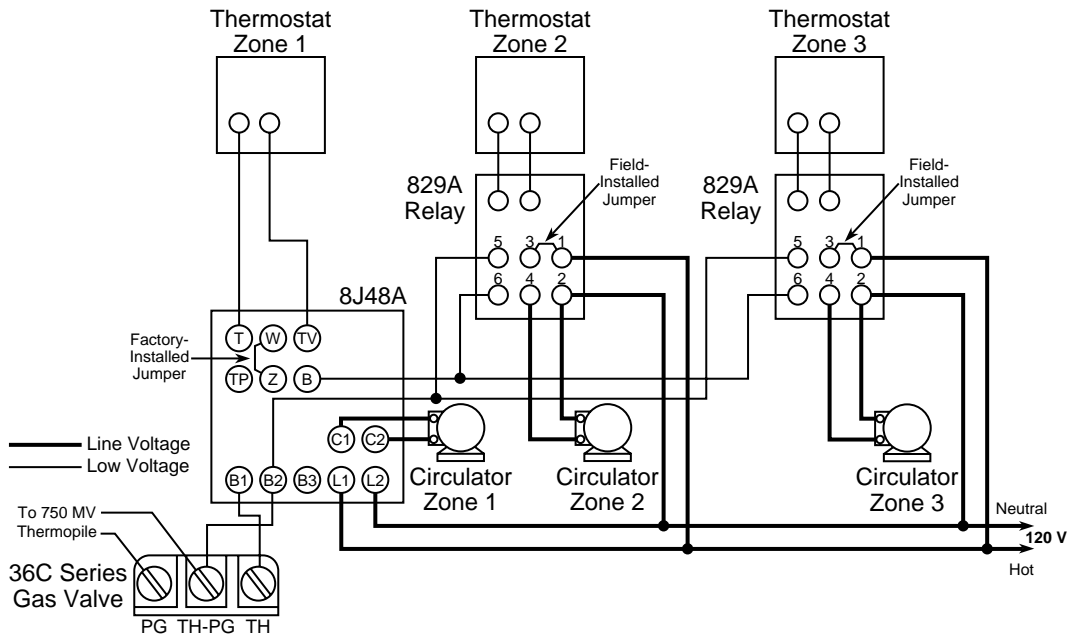 Thermostat
Zone 1
Thermostat
Zone 2
Thermostat
Zone 3
829A
Relay
Field-
Installed
Jumper
829A
Relay
Field-
Installed
Jumper
5 3 1
6 4 2
5 3 1
6 4 2
8J48A
T W TV
Factory-
Installed
Jumper
TP Z B
Line Voltage
Low Voltage
C1 C2
B1 B2 B3 L1 L2
Circulator
Zone 1
Circulator
Zone 2
Circulator
Zone 3
To 750 MV
Thermopile
Neutral
120 V
Hot
36C Series
Gas Valve
PG TH-PG TH